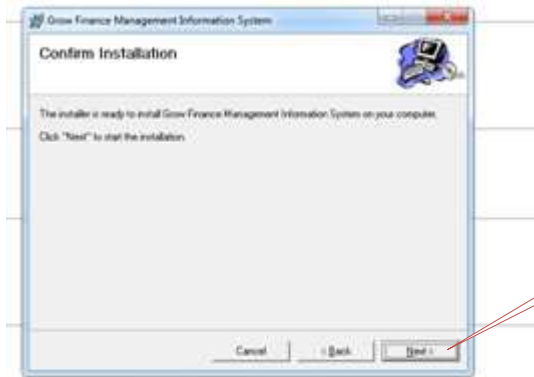 Grow Finance Management Information System
Confirm Installation
The installer is ready to install Grow Finance Management Information System on your computer.
Click "Next" to start the installation.
Cancel
< Back
Next >